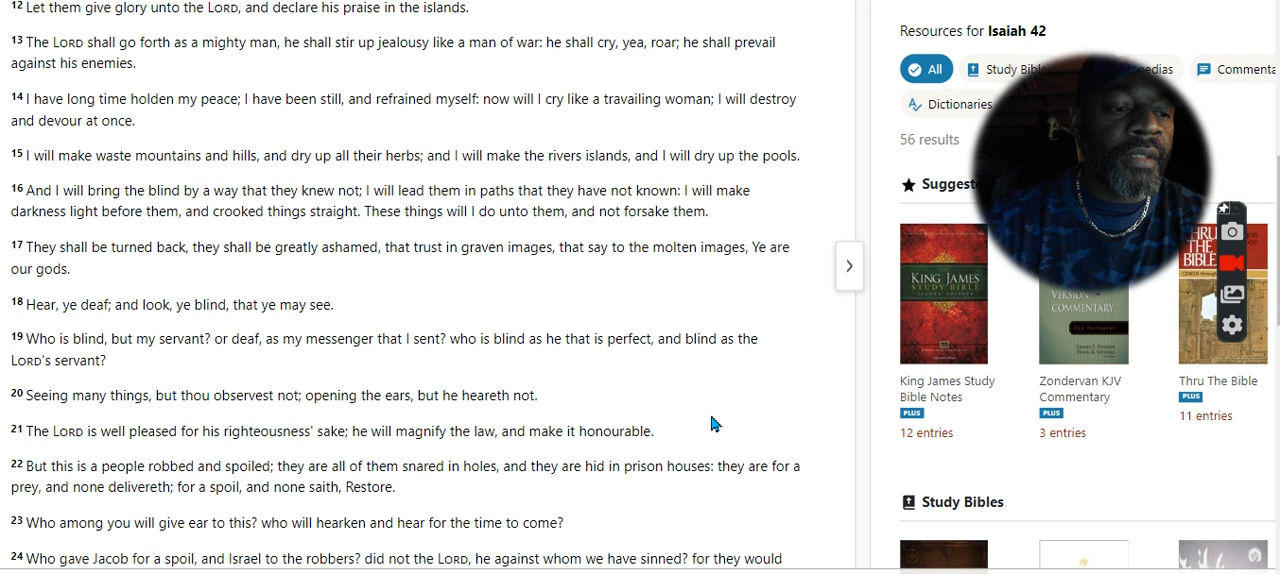 12 Let them give glory unto the LORD, and declare his praise in the islands.
13 The LORD shall go forth as a mighty man, he shall stir up jealousy like a man of war: he shall cry, yea, roar; he shall prevail
against his enemies.
14 I have long time holden my peace; I have been still, and refrained myself: now will I cry like a travailing woman; I will destroy
and devour at once.
15 I will make waste mountains and hills, and dry up all their herbs; and I will make the rivers islands, and I will dry up the pools.
16 And I will bring the blind by a way that they knew not; I will lead them in paths that they have not known: I will make
darkness light before them, and crooked things straight. These things will I do unto them, and not forsake them.
17 They shall be turned back, they shall be greatly ashamed, that trust in graven images, that say to the molten images, Ye are
our gods.
18 Hear, ye deaf; and look, ye blind, that ye may see.
19 Who is blind, but my servant? or deaf, as my messenger that I sent? who is blind as he that is perfect, and blind as the
LORD's servant?
20 Seeing many things, but thou observest not; opening the ears, but he heareth not.
21 The LORD is well pleased for his righteousness' sake; he will magnify the law, and make it honourable.
22 But this is a people robbed and spoiled; they are all of them snared in holes, and they are hid in prison houses: they are for a
prey, and none delivereth; for a spoil, and none saith, Restore.
23 Who among you will give ear to this? who will hearken and hear for the time to come?
24 Who gave Jacob for a spoil, and Israel to the robbers? did not the LORD, he against whom we have sinned? for they would
Resources for Isaiah 42
All
Study Bible
Commenta
Dictionaries
56 results
Suggest
KING JAMES
STUDY BIBLE
VERSION
COMMENTARY
THRU
THE
BIBLE
King James Study
Bible Notes
PLUS
12 entries
Zondervan KJV
Commentary
PLUS
3 entries
Thru The Bible
PLUS
11 entries
Study Bibles